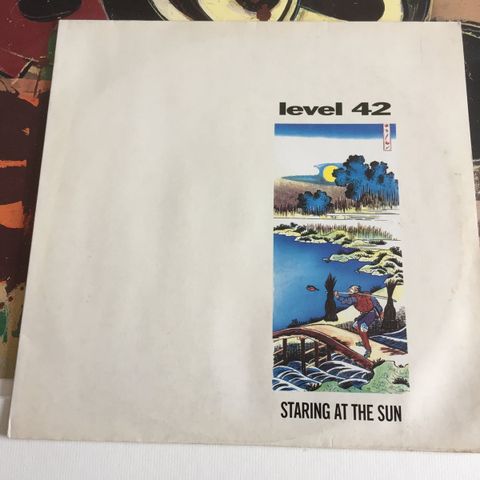 level 42
STARING AT THE SUN